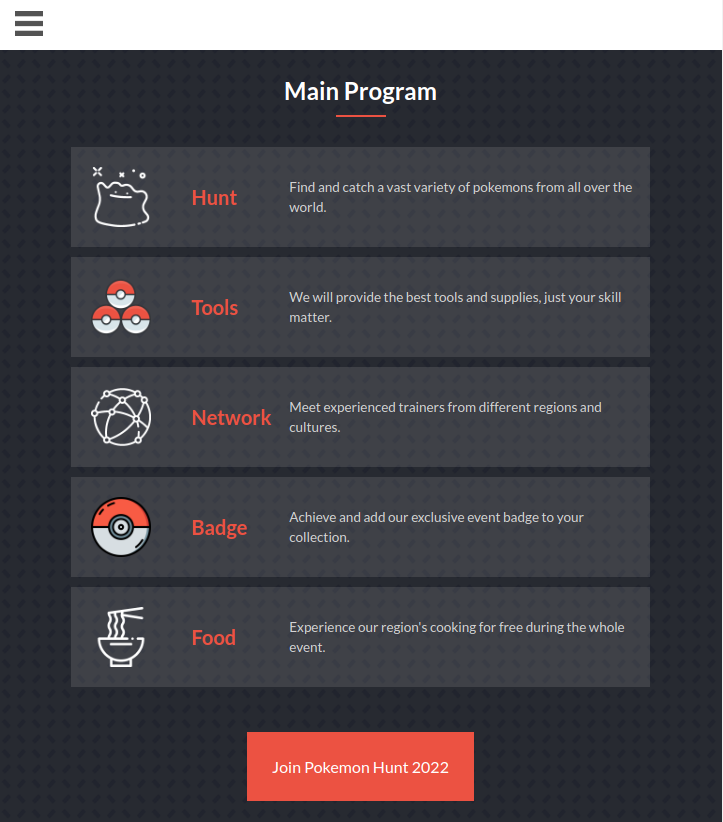 Main Program
Hunt
Find and catch a vast variety of pokemons from all over the
world.
Tools
We will provide the best tools and supplies, just your skill
matter.
Network
Meet experienced trainers from different regions and
cultures.
Badge
Achieve and add our exclusive event badge to your
collection.
Food
Experience our region's cooking for free during the whole
event.
Join Pokemon Hunt 2022